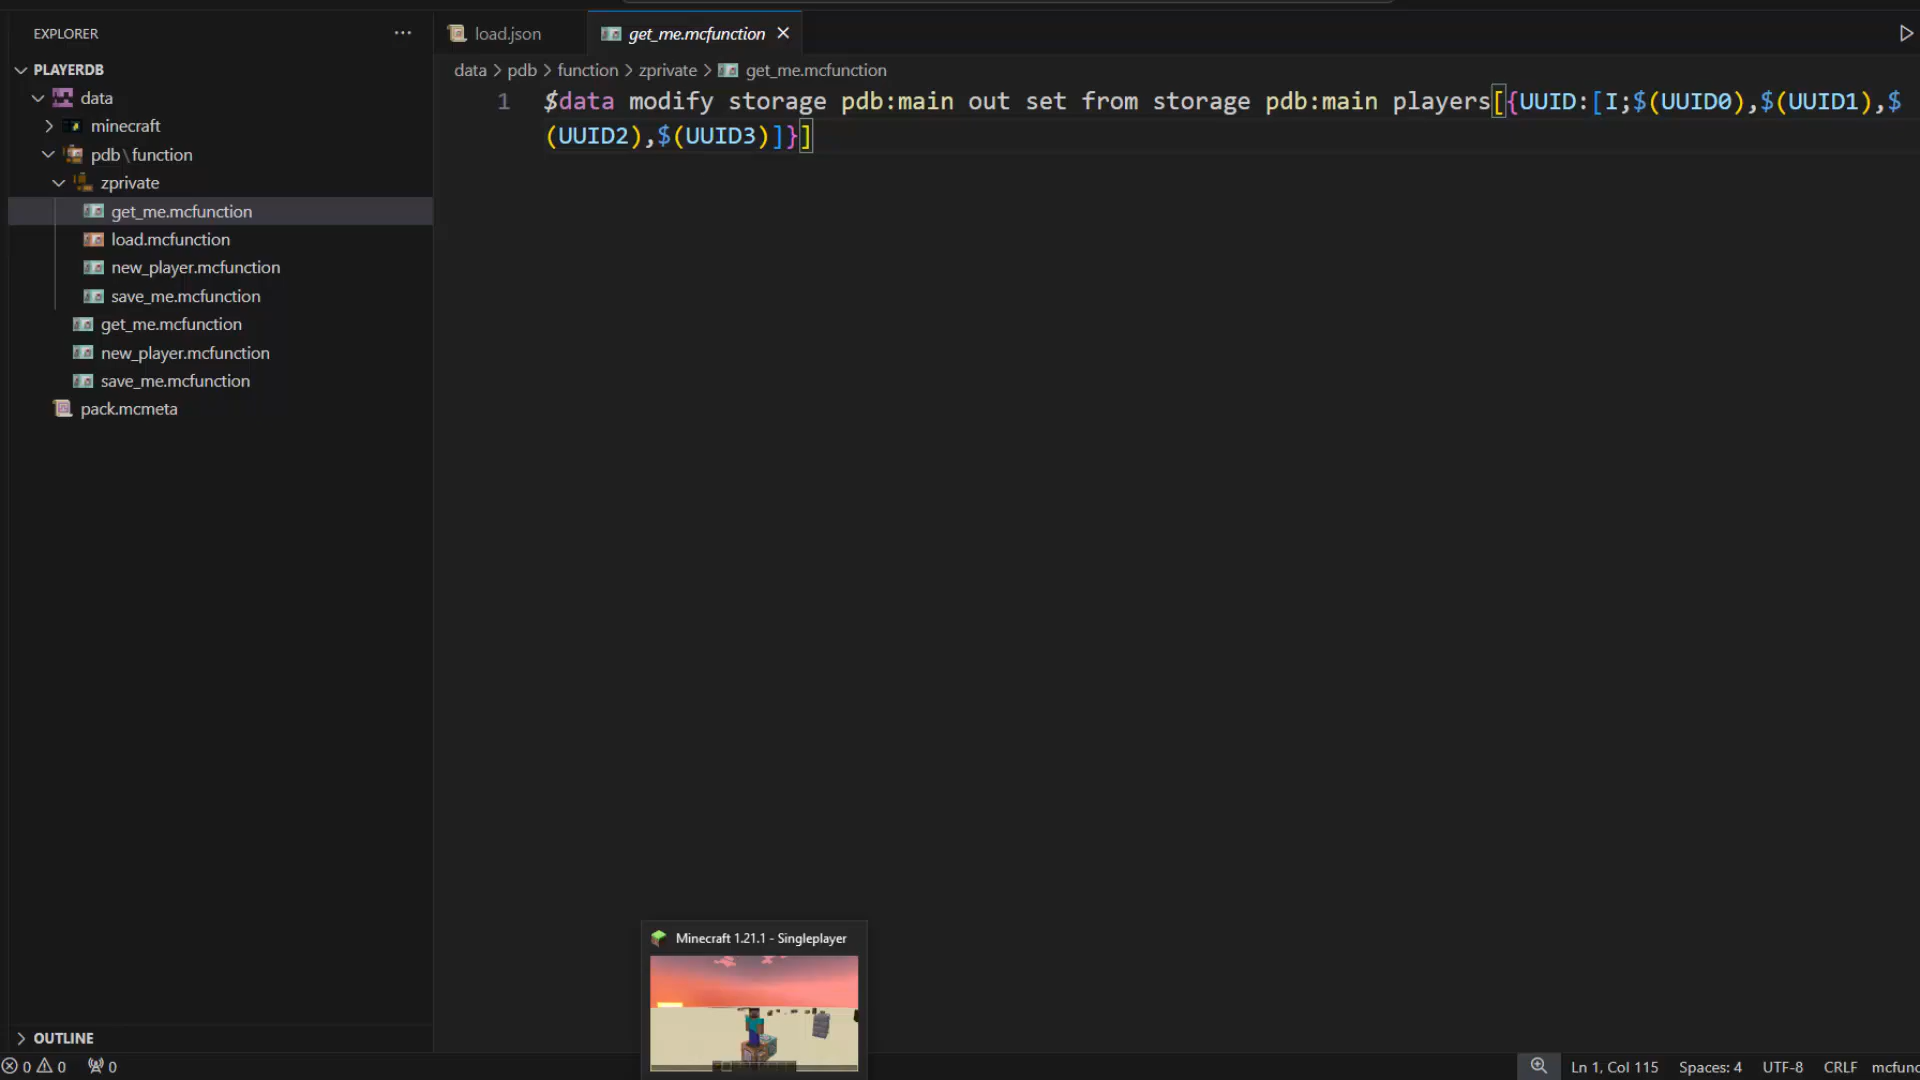 EXPLORER
PLAYERDB
data
minecraft
pdb\function
zprivate
get_me.mcfunction
load.mcfunction
new_player.mcfunction
save_me.mcfunction
get_me.mcfunction
new_player.mcfunction
save_me.mcfunction
pack.mcmeta
OUTLINE
load.json
get_me.mcfunction
data > pdb > function > zprivate > get_me.mcfunction
1 $data modify storage pdb:main out set from storage pdb:main players[{UUID:[I;$(UUID0),$(UUID1),$
(UUID2),$(UUID3)]}]
Minecraft 1.21.1 - Singleplayer
0 0 0
Ln 1, Col 115 Spaces: 4 UTF-8 CRLF mcfunc